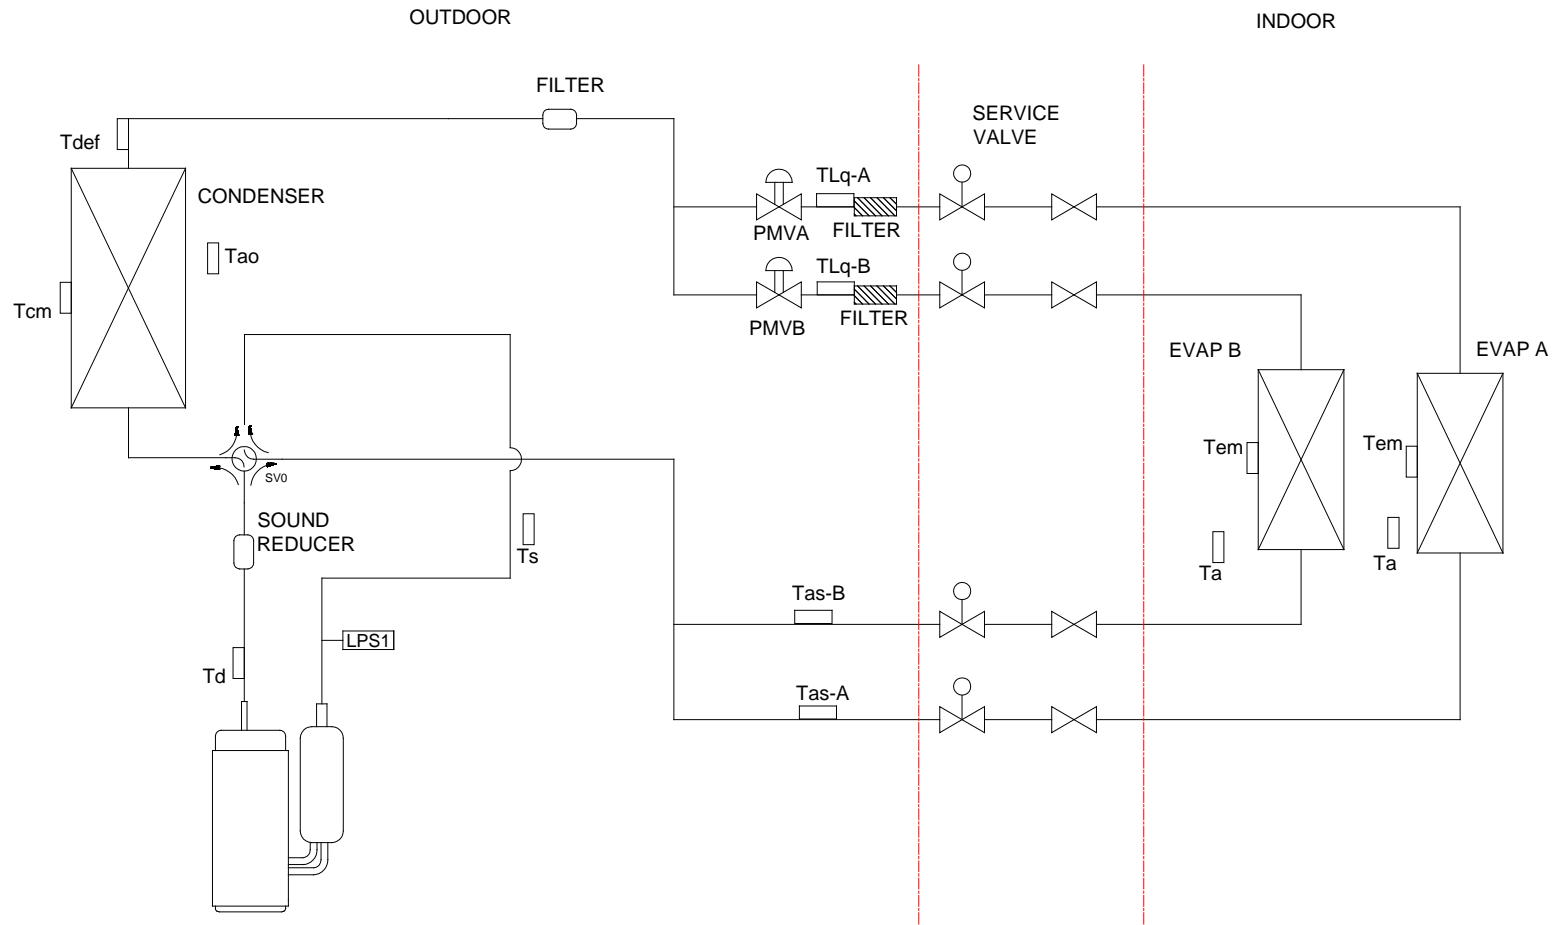 OUTDOOR
INDOOR
FILTER
SERVICE
VALVE
Tdef
TLq-A
CONDENSER
PMVA
FILTER
Tao
TLq-B
Tcm
PMVB
FILTER
EVAP B
EVAP A
Tem
Tem
SV0
SOUND
REDUCER
Ts
Ta
Ta
Tas-B
LPS1
Td
Tas-A